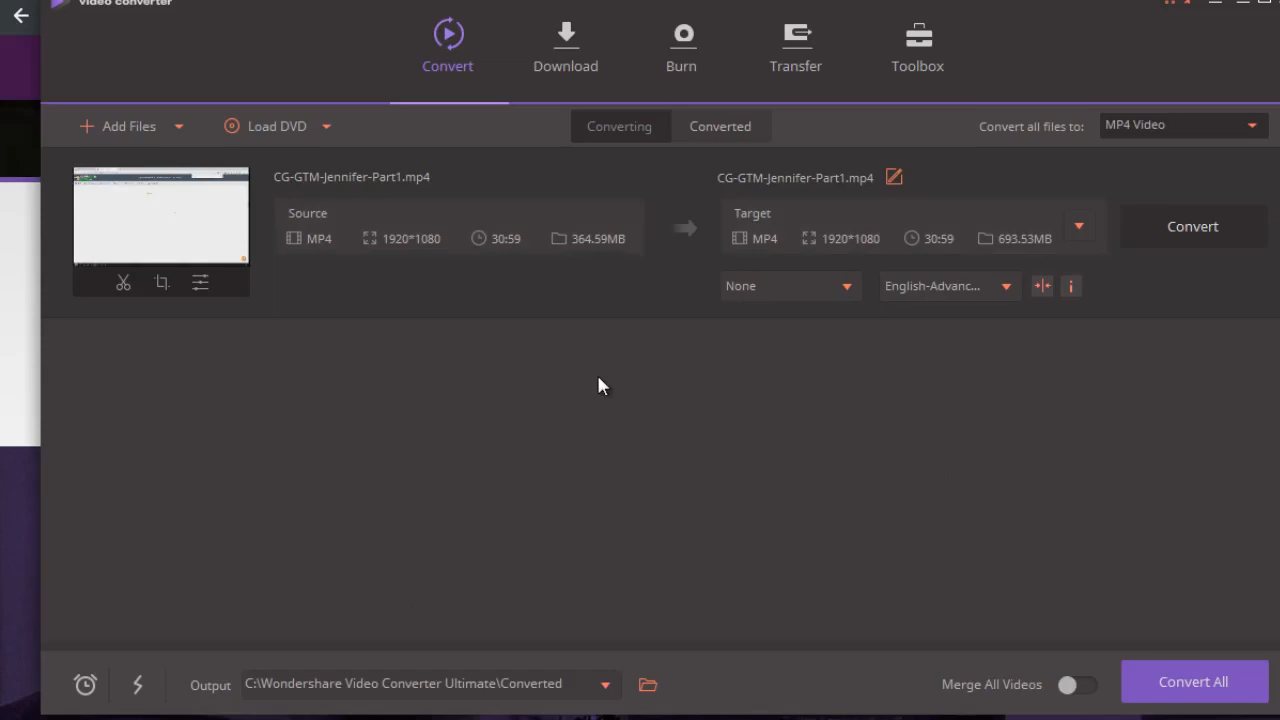 video converter
Convert
Download
Burn
Transfer
Toolbox
Add Files
Load DVD
Converting
Converted
Convert all files to:
MP4 Video
CG-GTM-Jennifer-Part1.mp4
CG-GTM-Jennifer-Part1.mp4
Source
MP4
1920*1080
30:59
364.59MB
Target
MP4
1920*1080
30:59
693.53MB
Convert
None
English-Advanc...
Output
C:\Wondershare Video Converter Ultimate\Converted
Merge All Videos
Convert All